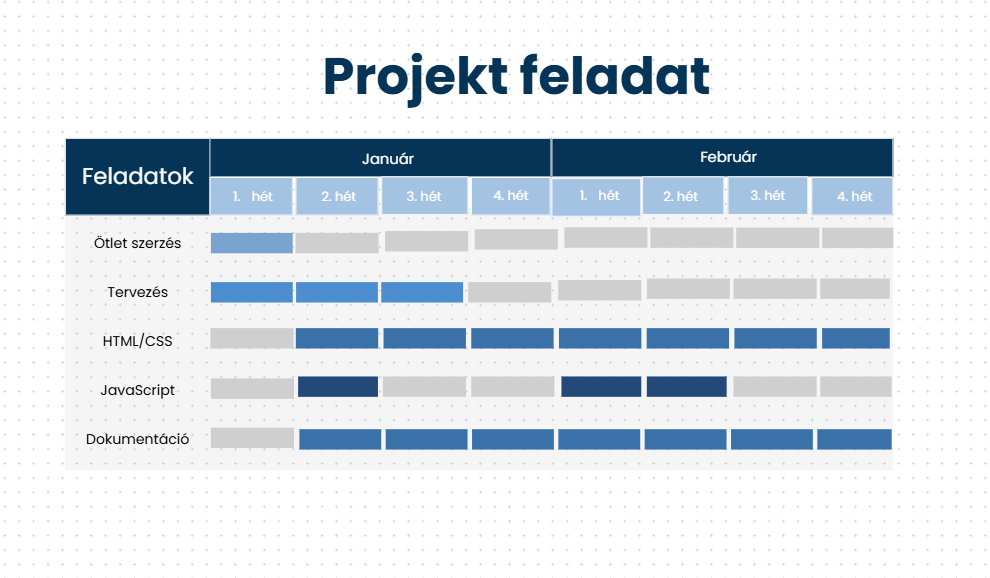 Projekt feladat
Feladatok
Január
Február
1. hét
2. hét
3. hét
4. hét
1. hét
2. hét
3. hét
4. hét
Ötlet szerzés
Tervezés
HTML/CSS
JavaScript
Dokumentáció